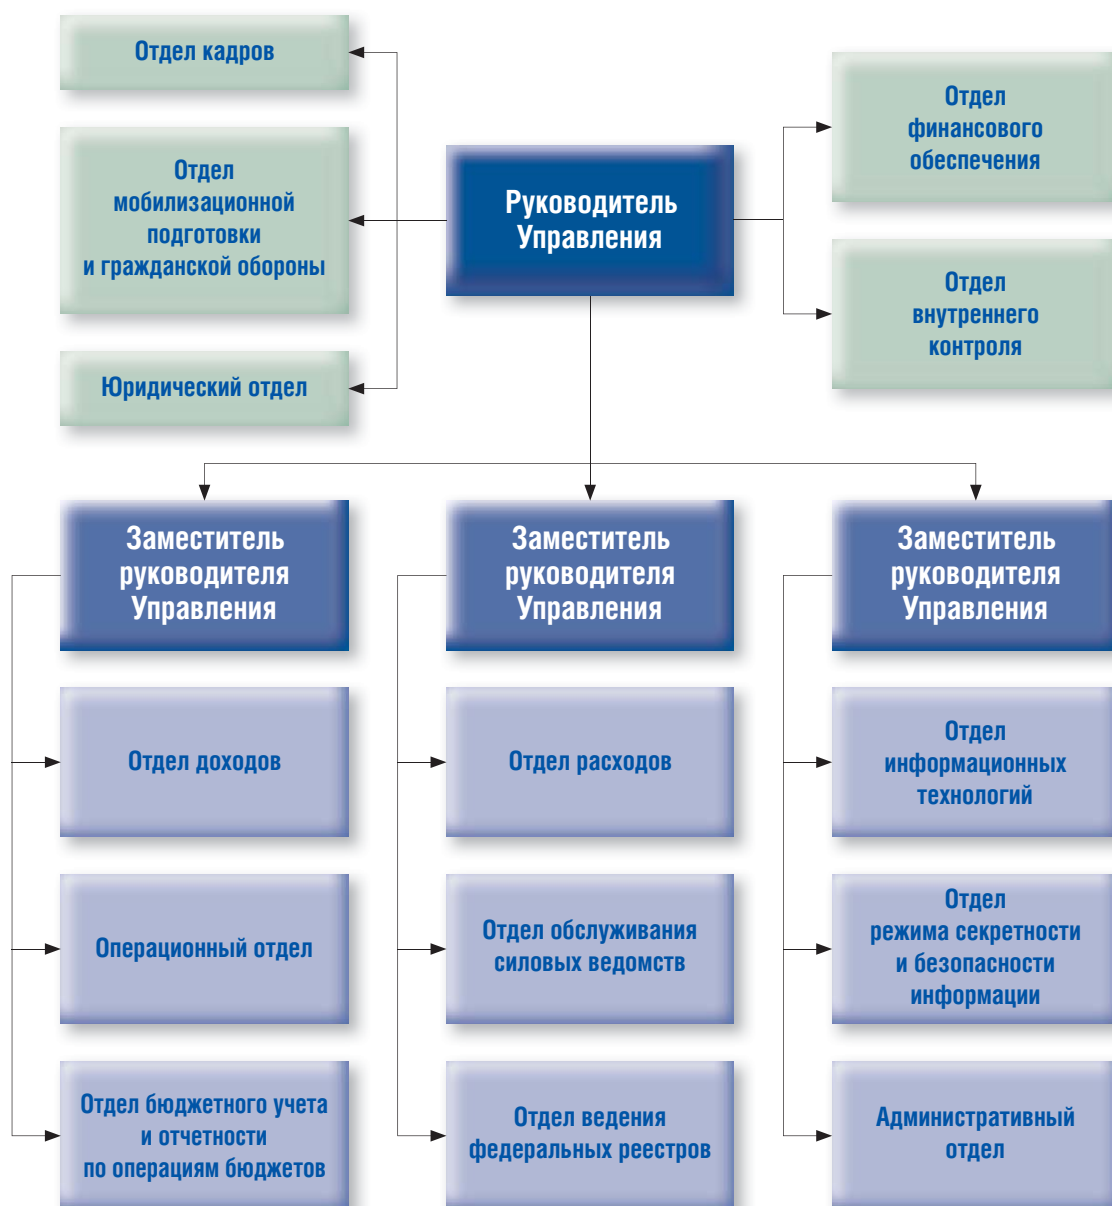 Отдел кадров
Отдел
мобилизационной
подготовки
и гражданской обороны
Юридический отдел
Руководитель
Управления
Отдел
финансового
обеспечения
Отдел
внутреннего
контроля
Заместитель
руководителя
Управления
Заместитель
руководителя
Управления
Заместитель
руководителя
Управления
Отдел доходов
Операционный отдел
Отдел бюджетного учета
и отчетности
по операциям бюджетов
Отдел расходов
Отдел обслуживания
силовых ведомств
Отдел ведения
федеральных реестров
Отдел
информационных
технологий
Отдел
режима секретности
и безопасности
информации
Административный
отдел